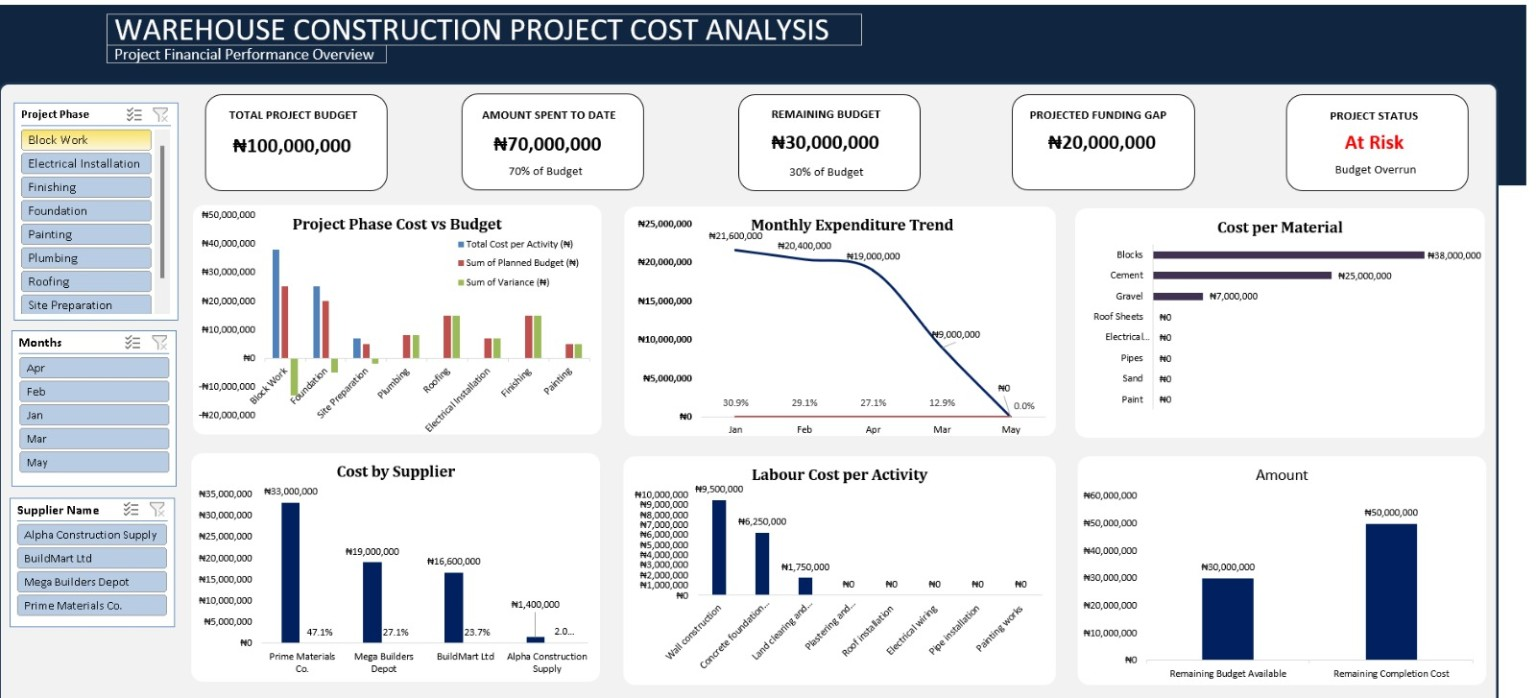 WAREHOUSE CONSTRUCTION PROJECT COST ANALYSIS
Project Financial Performance Overview
Project Phase
Block Work
Electrical Installation
Finishing
Foundation
Painting
Plumbing
Roofing
Site Preparation
Months
Apr
Feb
Jan
Mar
May
Supplier Name
Alpha Construction Supply
BuildMart Ltd
Mega Builders Depot
Prime Materials Co.
TOTAL PROJECT BUDGET
₦100,000,000
AMOUNT SPENT TO DATE
₦70,000,000
70% of Budget
REMAINING BUDGET
₦30,000,000
30% of Budget
PROJECTED FUNDING GAP
₦20,000,000
PROJECT STATUS
At Risk
Budget Overrun
Project Phase Cost vs Budget
₦50,000,000
₦40,000,000
₦30,000,000
₦20,000,000
₦10,000,000
₦0
-₦10,000,000
-₦20,000,000
Total Cost per Activity (₦)
Sum of Planned Budget (₦)
Sum of Variance (₦)
Block Work
Foundation
Site Preparation
Plumbing
Roofing
Electrical Installation
Finishing
Painting
Monthly Expenditure Trend
₦25,000,000
₦20,000,000
₦15,000,000
₦10,000,000
₦5,000,000
₦0
₦21,600,000
₦20,400,000
₦19,000,000
₦9,000,000
₦0
30.9%
29.1%
27.1%
12.9%
0.0%
Jan
Feb
Apr
Mar
May
Cost per Material
Blocks ₦38,000,000
Cement ₦25,000,000
Gravel ₦7,000,000
Roof Sheets ₦0
Electrical... ₦0
Pipes ₦0
Sand ₦0
Paint ₦0
Cost by Supplier
₦35,000,000
₦30,000,000
₦25,000,000
₦20,000,000
₦15,000,000
₦10,000,000
₦5,000,000
₦0
₦33,000,000
₦19,000,000
₦16,600,000
₦1,400,000
47.1%
27.1%
23.7%
2.0...
Prime Materials
Co.
Mega Builders
Depot
BuildMart Ltd
Alpha Construction
Supply
Labour Cost per Activity
₦10,000,000
₦9,000,000
₦8,000,000
₦7,000,000
₦6,000,000
₦5,000,000
₦4,000,000
₦3,000,000
₦2,000,000
₦1,000,000
₦0
₦9,500,000
₦6,250,000
₦1,750,000
₦0
₦0
₦0
₦0
₦0
Wall construction
Concrete foundation...
Land clearing and...
Plastering and...
Roof installation
Electrical wiring
Pipe installation
Painting works
Amount
₦60,000,000
₦50,000,000
₦40,000,000
₦30,000,000
₦20,000,000
₦10,000,000
₦0
₦30,000,000
₦50,000,000
Remaining Budget Available
Remaining Completion Cost